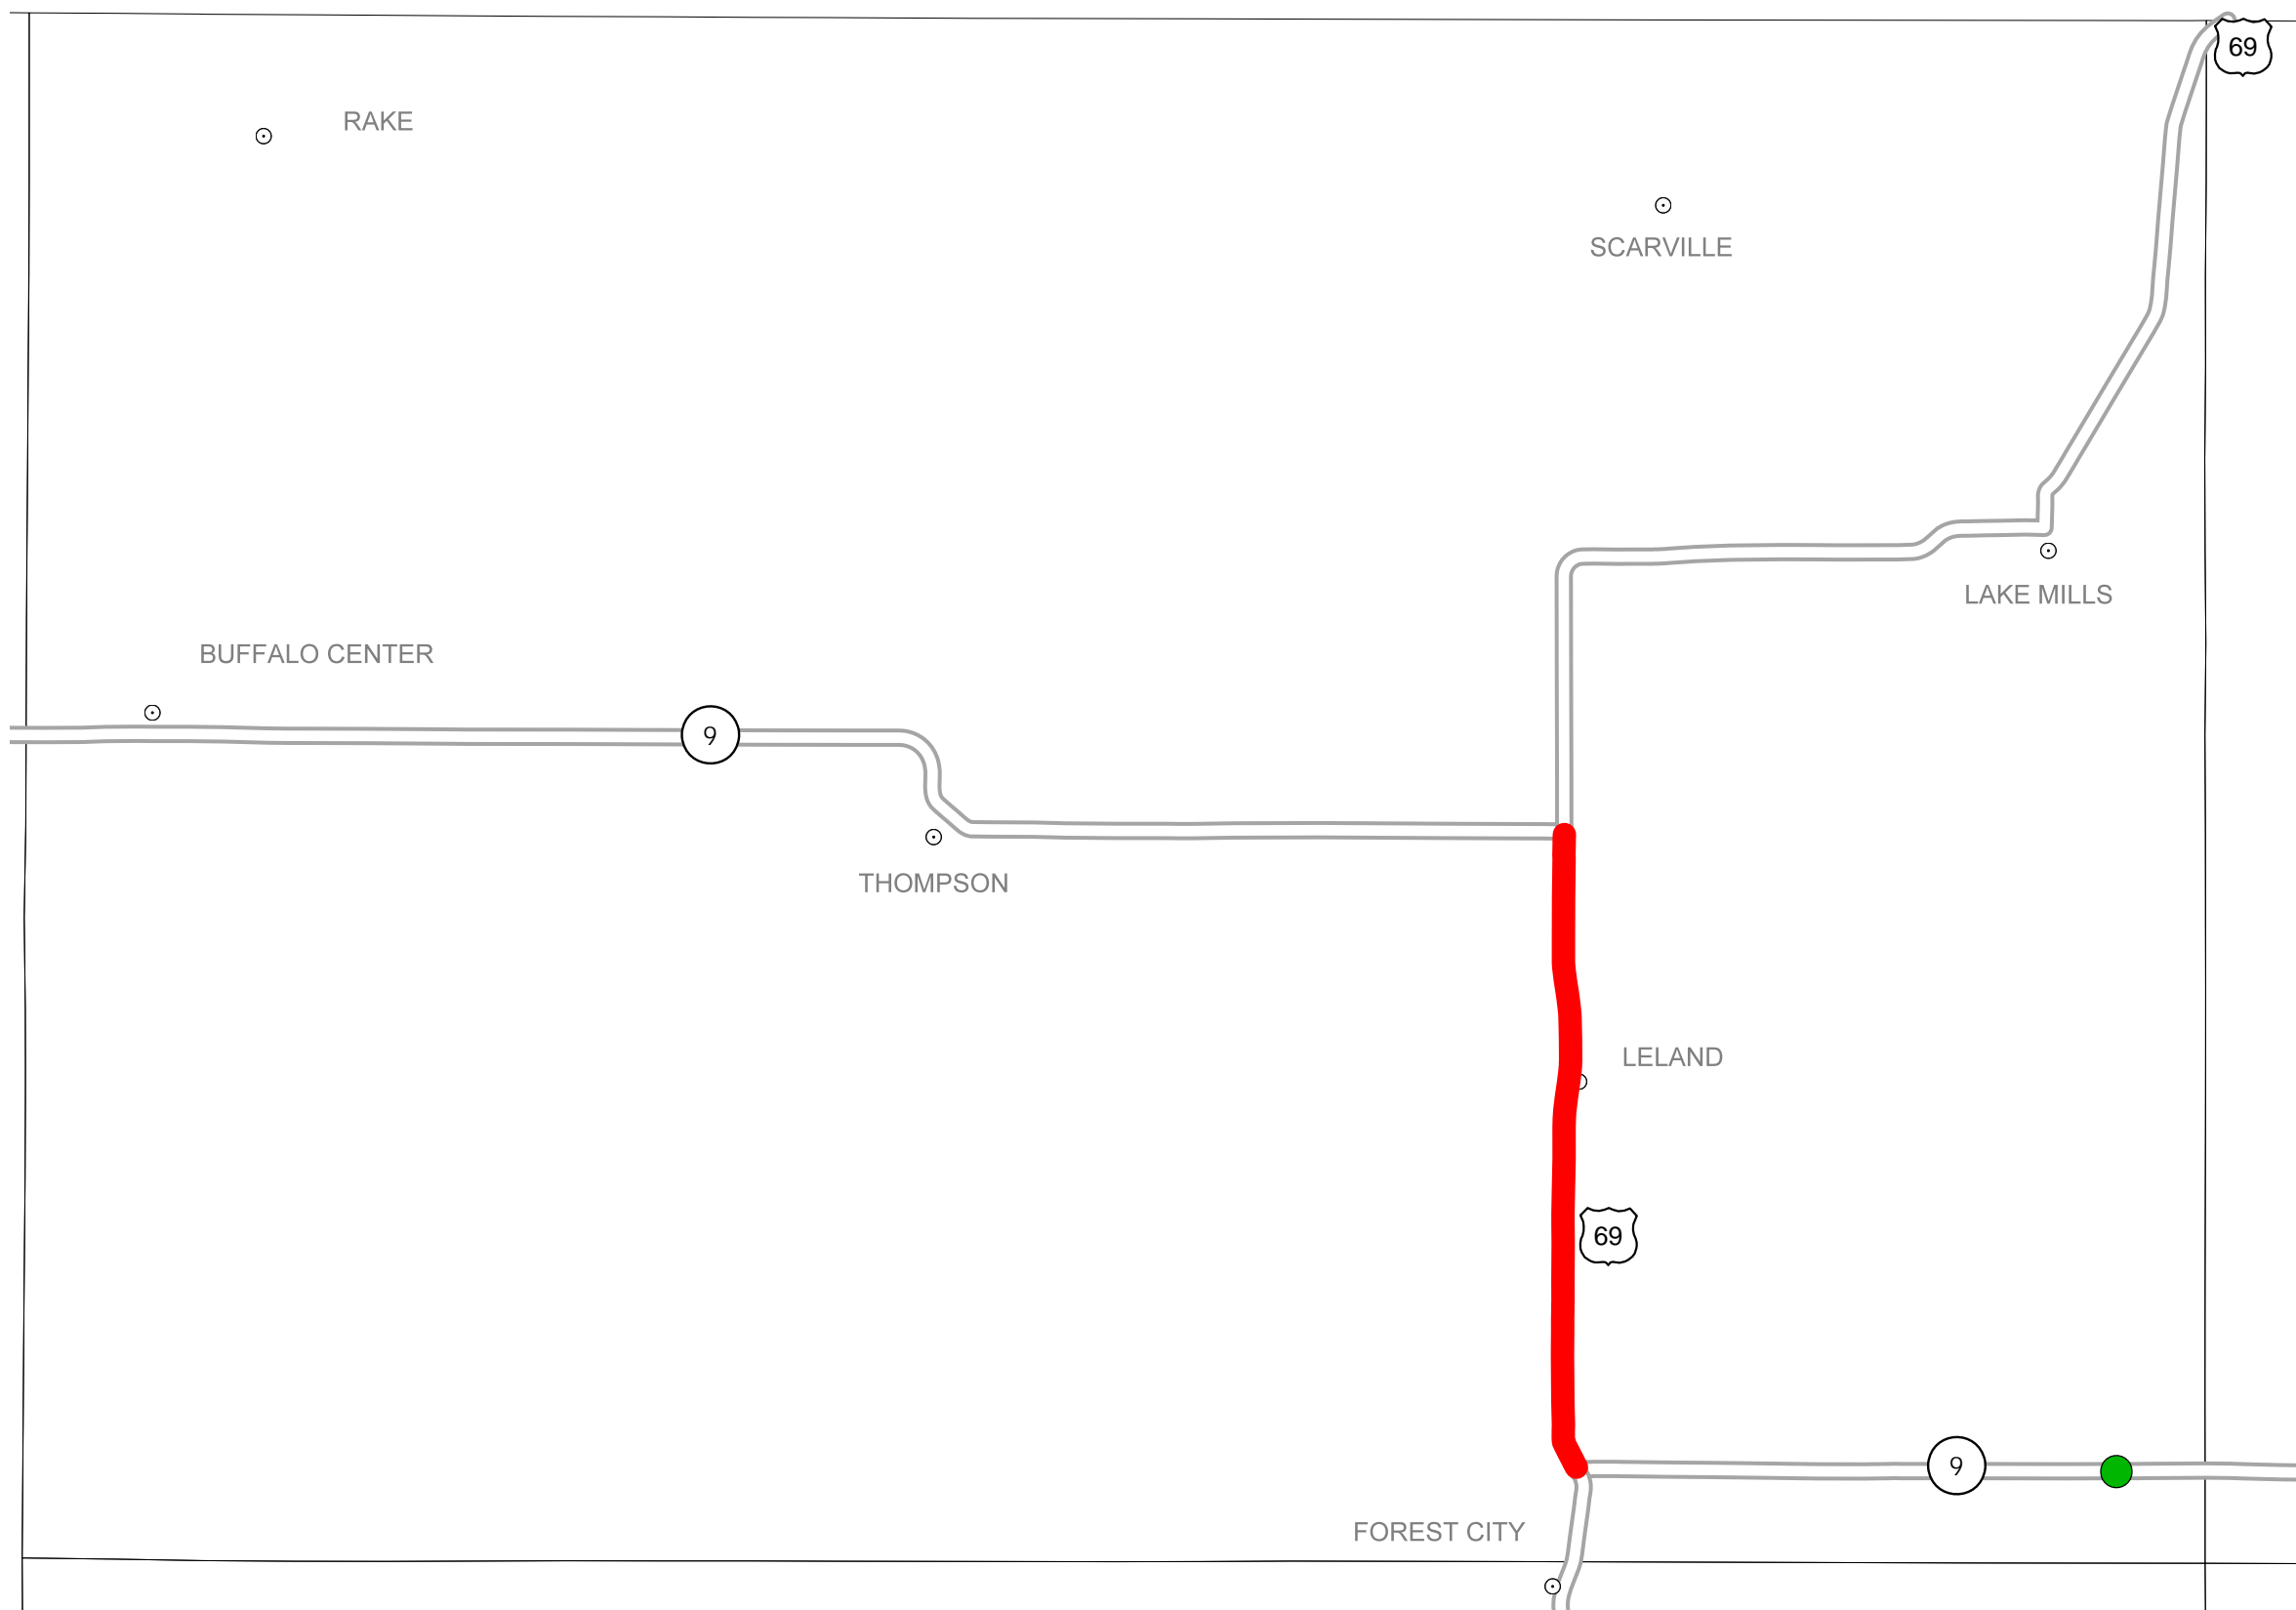 69
RAKE
SCARVILLE
LAKE MILLS
BUFFALO CENTER
9
THOMPSON
LELAND
69
9
FOREST CITY